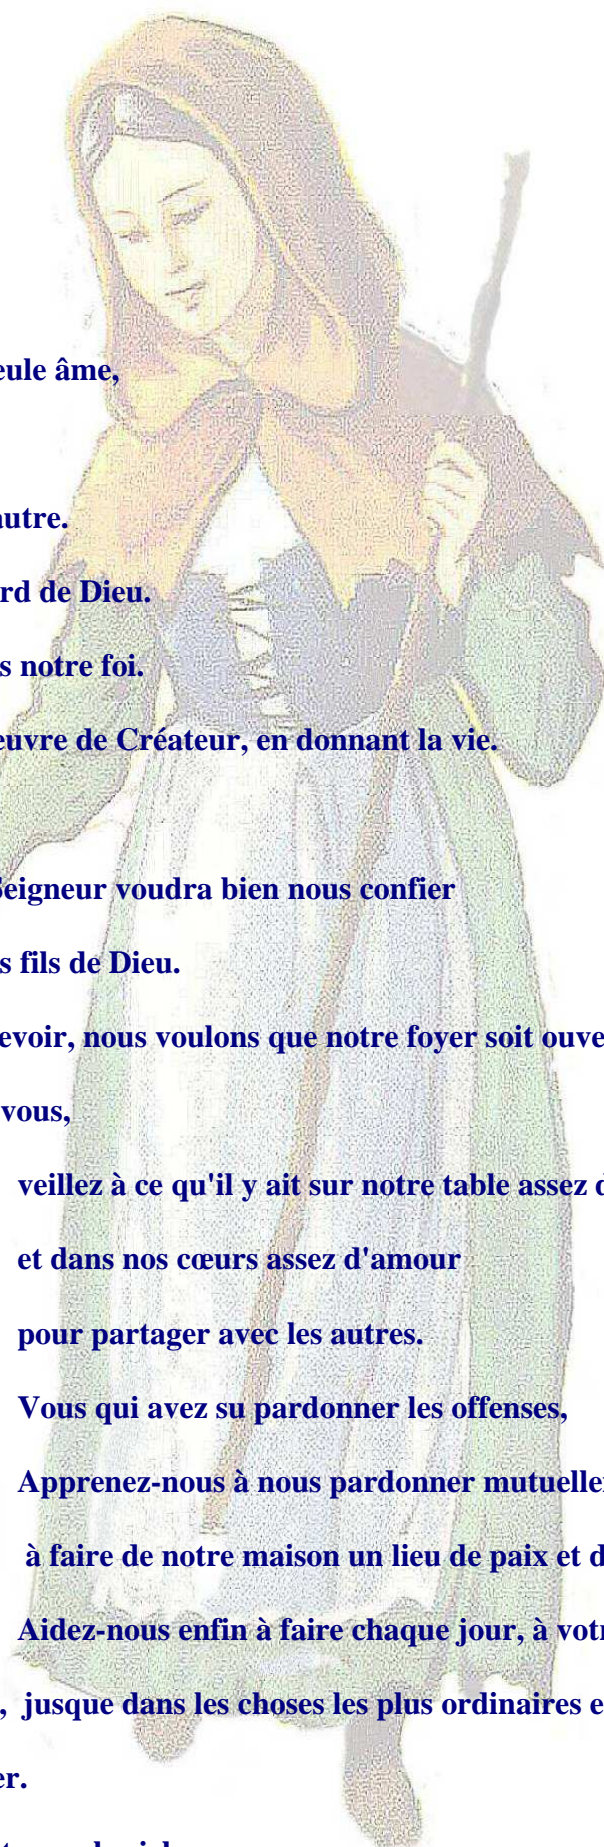 eule âme,
autre.
rd de Dieu.
s notre foi.
euvre de Créateur, en donnant la vie.
Seigneur voudra bien nous confier
s fils de Dieu.
evoir, nous voulons que notre foyer soit ouve
vous,
veillez à ce qu'il y ait sur notre table assez d
et dans nos cœurs assez d'amour
pour partager avec les autres.
Vous qui avez su pardonner les offenses,
Apprenez-nous à nous pardonner mutuelle
à faire de notre maison un lieu de paix et d
Aidez-nous enfin à faire chaque jour, à votr
, jusque dans les choses les plus ordinaires e
er.